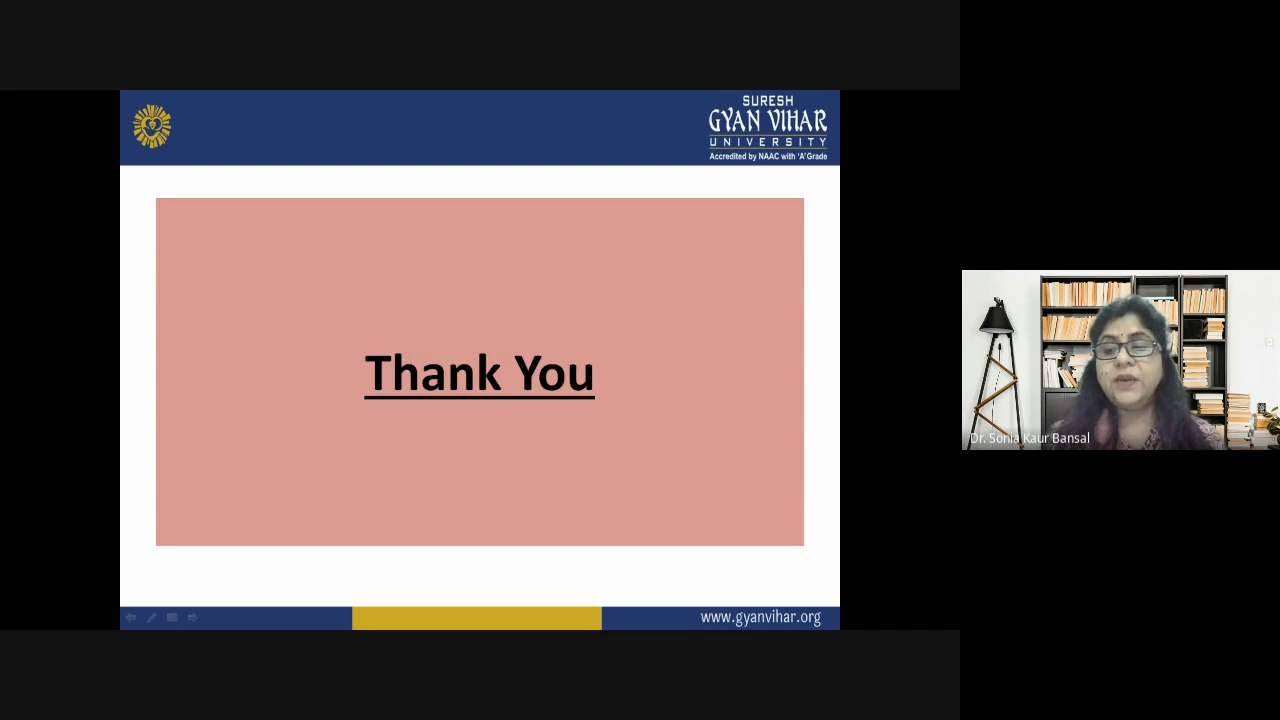 SURESH
GYAN VIHAR
UNIVERSITY
Accredited by NAAC with 'A'Grade
Thank You
www.gyanvihar.org
Dr. Sonia Kaur Bansal